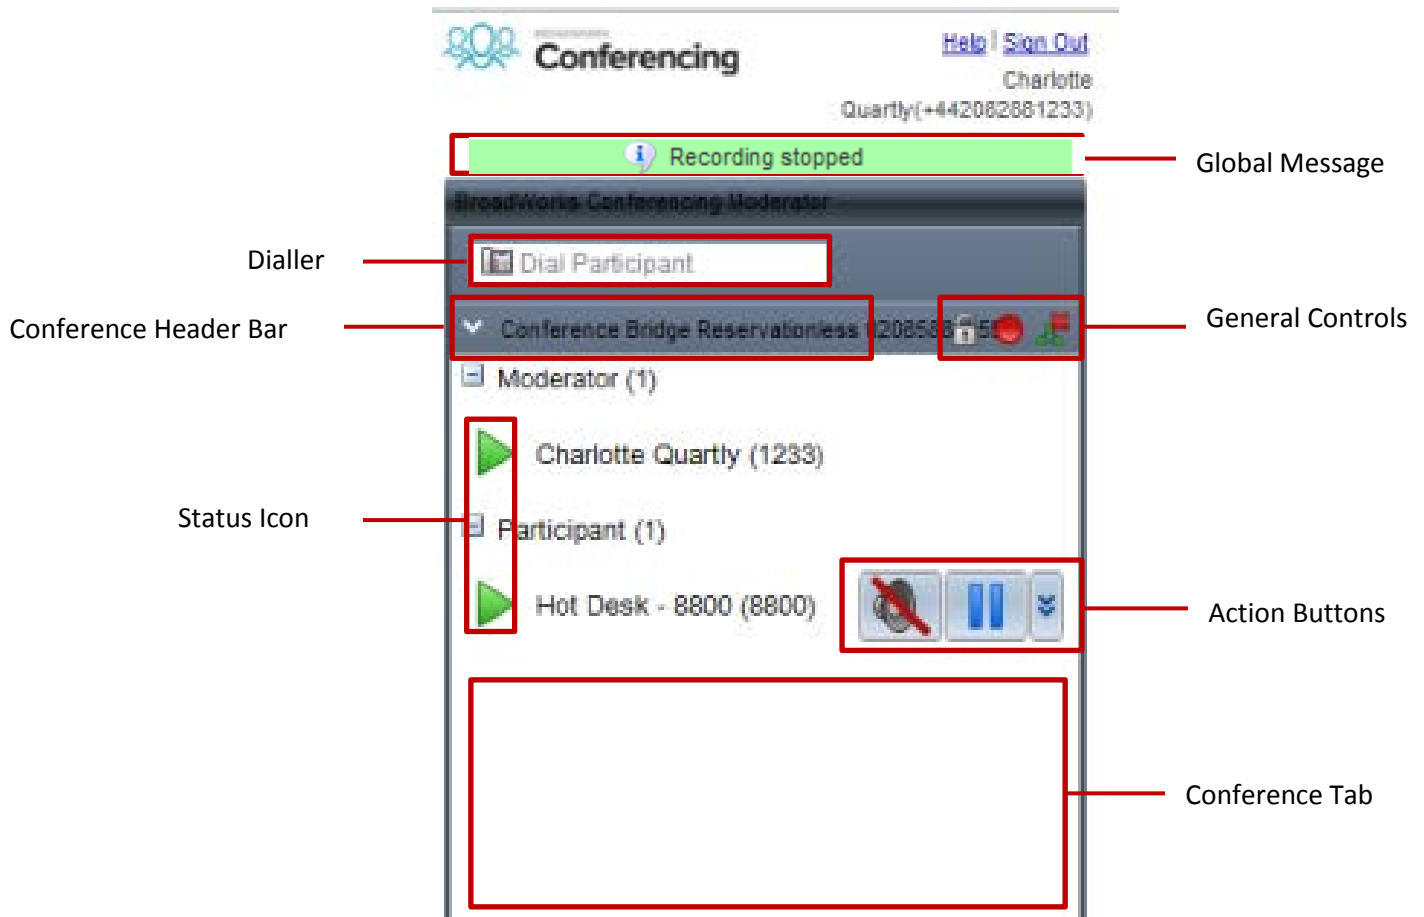 Conferencing
Help | Sign Out
Charlotte
Quartly(+442082881233)
Recording stopped
Global Message
BroadWorks Conferencing Moderator
Dialler
Dial Participant
Conference Header Bar
Conference Bridge Reservationless
General Controls
Moderator (1)
Charlotte Quartly (1233)
Status Icon
Participant (1)
Hot Desk - 8800 (8800)
Action Buttons
Conference Tab